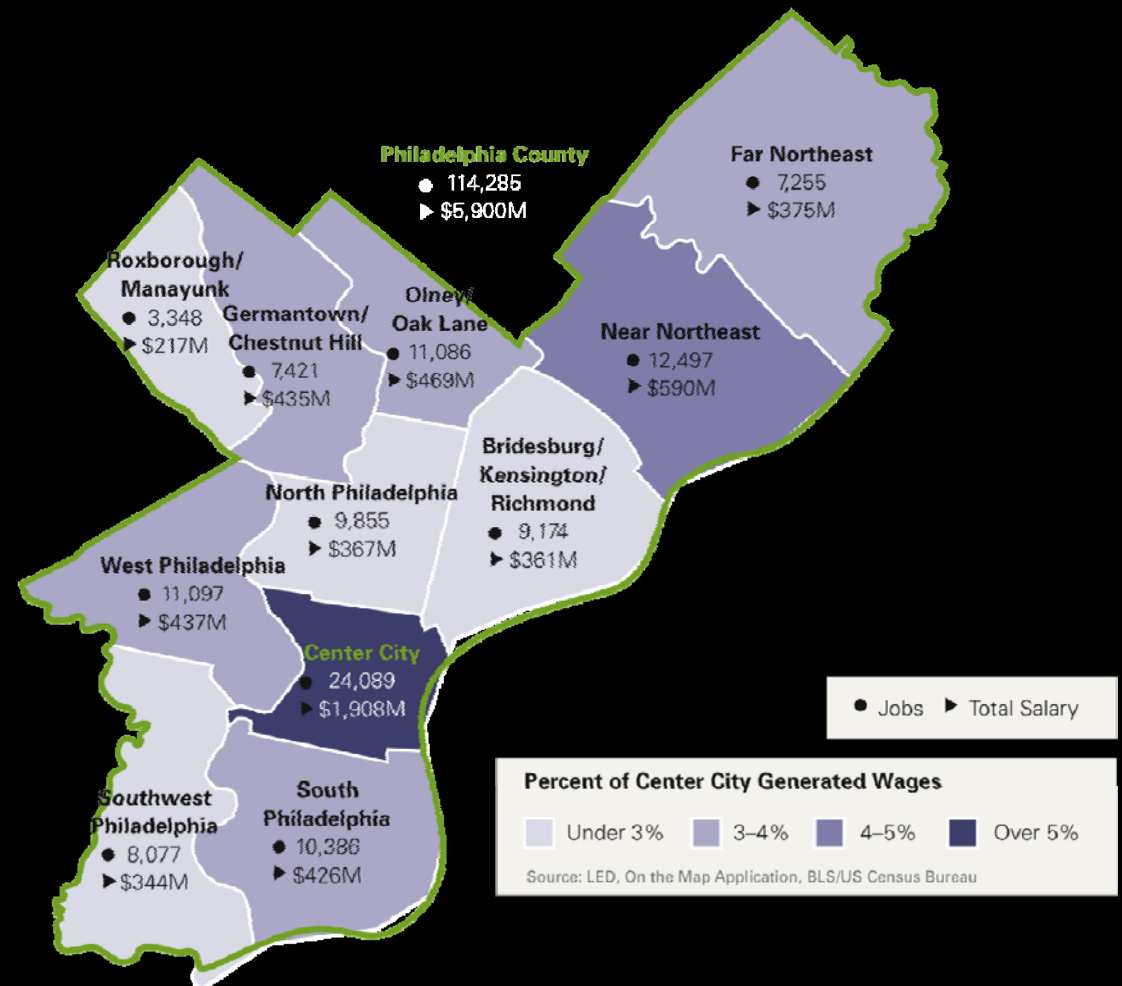 Philadelphia County
114,285
$5,900M
Far Northeast
7,255
$375M
Roxborough/
Manayunk
3,348
$217M
Germantown/
Chestnut Hill
7,421
$435M
Olney/
Oak Lane
11,086
$469M
Near Northeast
12,497
$590M
Bridesburg/
Kensington/
Richmond
9,174
$361M
North Philadelphia
9,855
$367M
West Philadelphia
11,097
$437M
Center City
24,089
$1,908M
Southwest
Philadelphia
8,077
$344M
South
Philadelphia
10,386
$426M
Jobs Total Salary
Percent of Center City Generated Wages
Under 3% 3–4% 4–5% Over 5%
Source: LED, On the Map Application, BLS/US Census Bureau